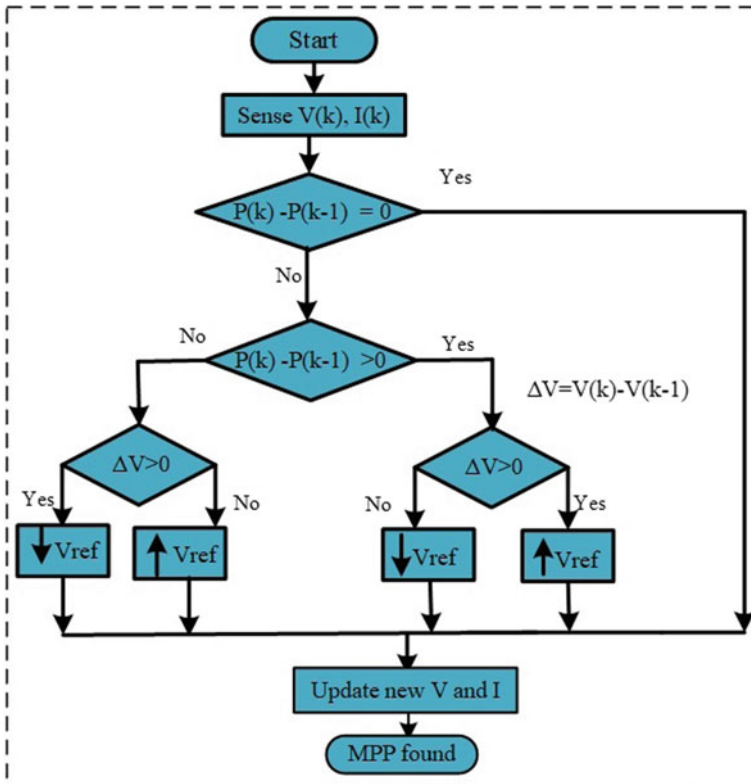 Start
Sense V(k), I(k)
Yes
P(k) -P(k-1) = 0
No
No
Yes
P(k) -P(k-1) >0
ΔV=V(k)-V(k-1)
ΔV>0
ΔV>0
Yes
No
No
Yes
Vref
Vref
Vref
Vref
Update new V and I
MPP found